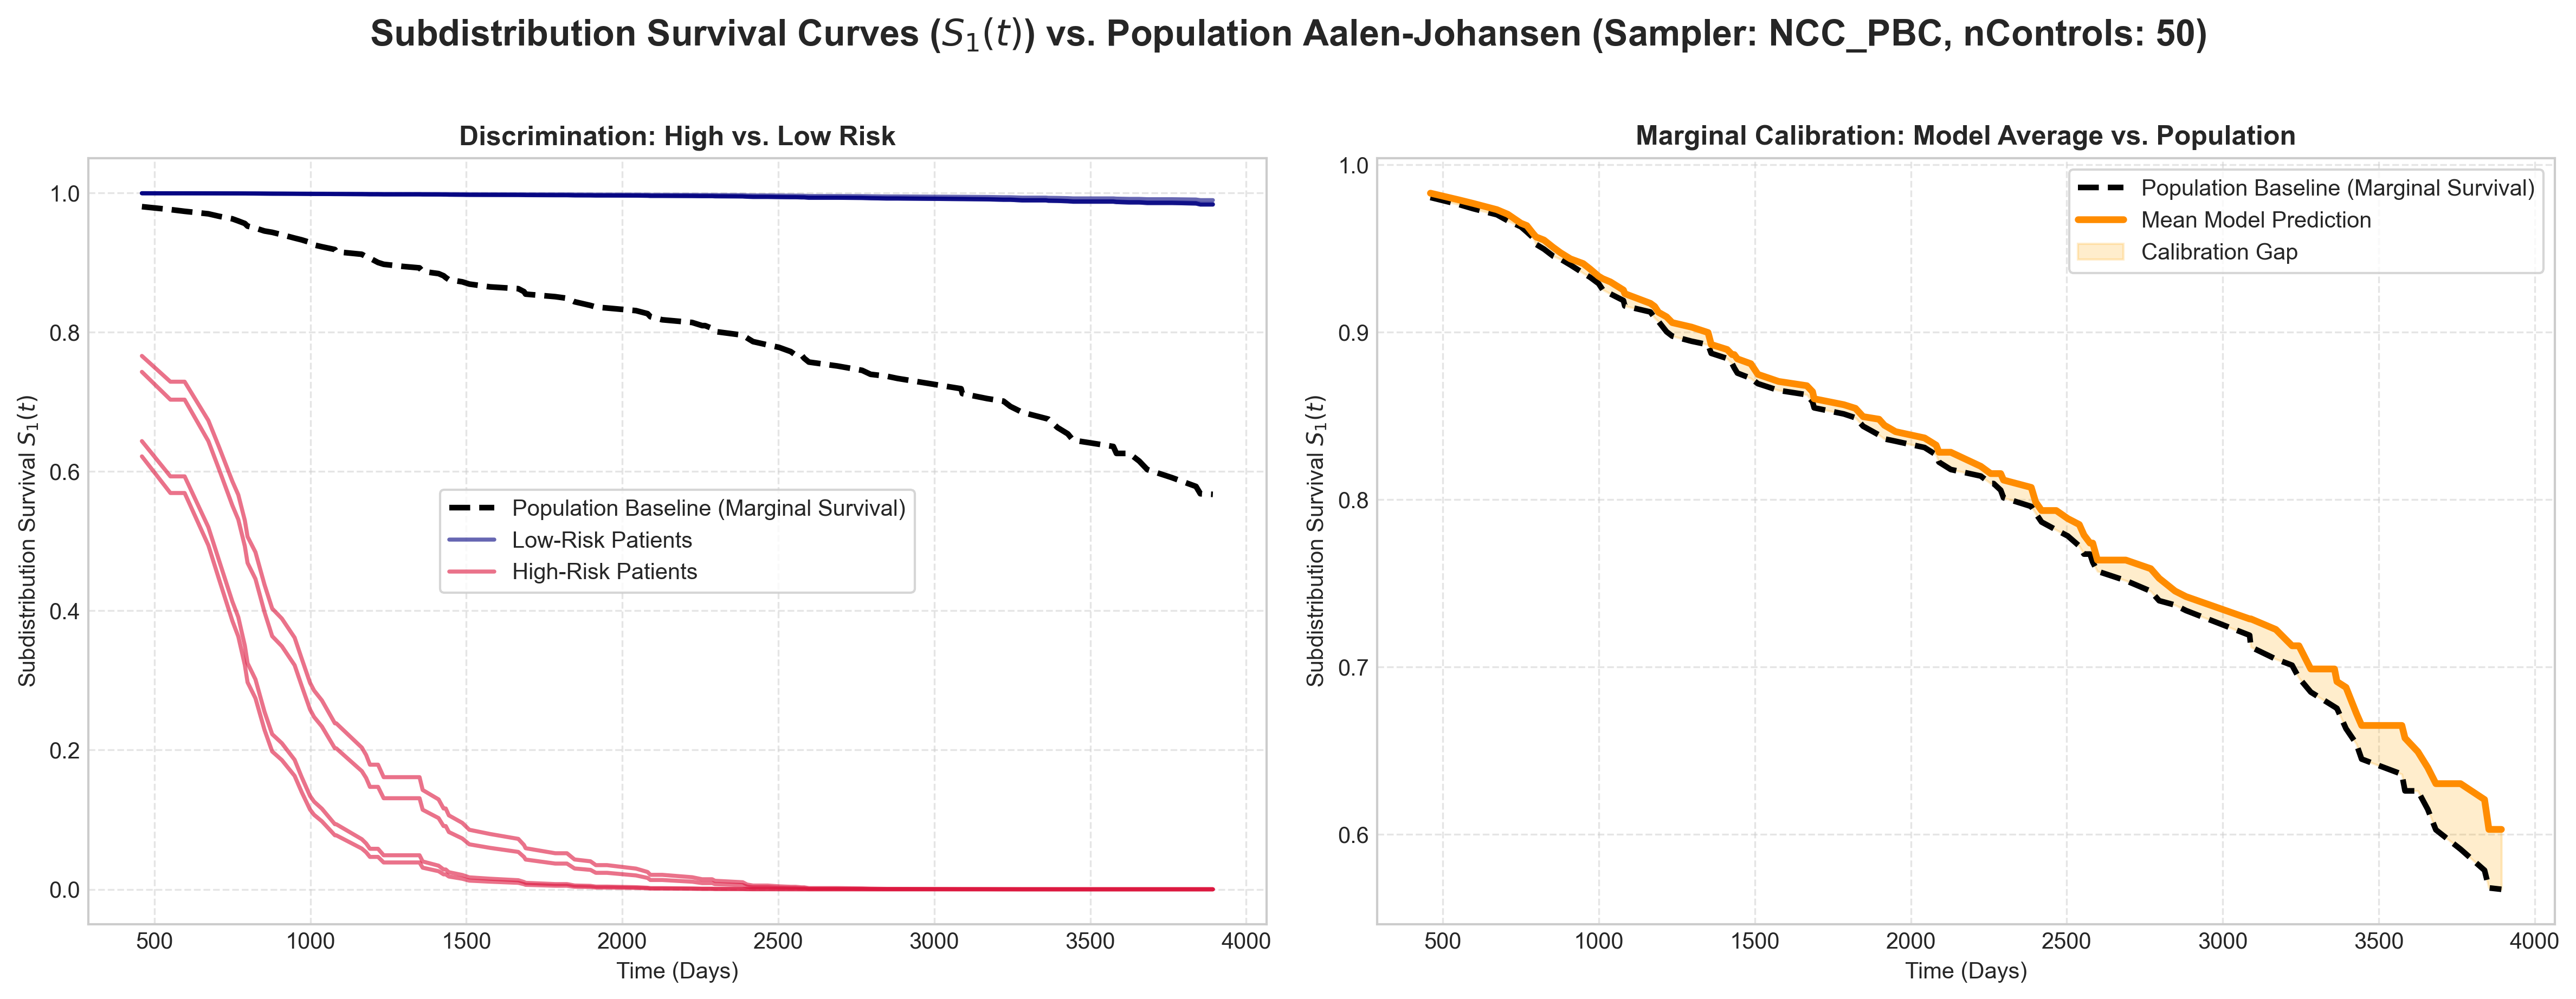 Subdistribution Survival Curves (S₁(t)) vs. Population Aalen-Johansen (Sampler: NCC_PBC, nControls: 50)
Discrimination: High vs. Low Risk
Subdistribution Survival S₁(t)
1.0
0.8
0.6
0.4
0.2
0.0
Population Baseline (Marginal Survival)
Low-Risk Patients
High-Risk Patients
500 1000 1500 2000 2500 3000 3500 4000
Time (Days)
Marginal Calibration: Model Average vs. Population
Subdistribution Survival S₁(t)
1.0
0.9
0.8
0.7
0.6
Population Baseline (Marginal Survival)
Mean Model Prediction
Calibration Gap
500 1000 1500 2000 2500 3000 3500 4000
Time (Days)